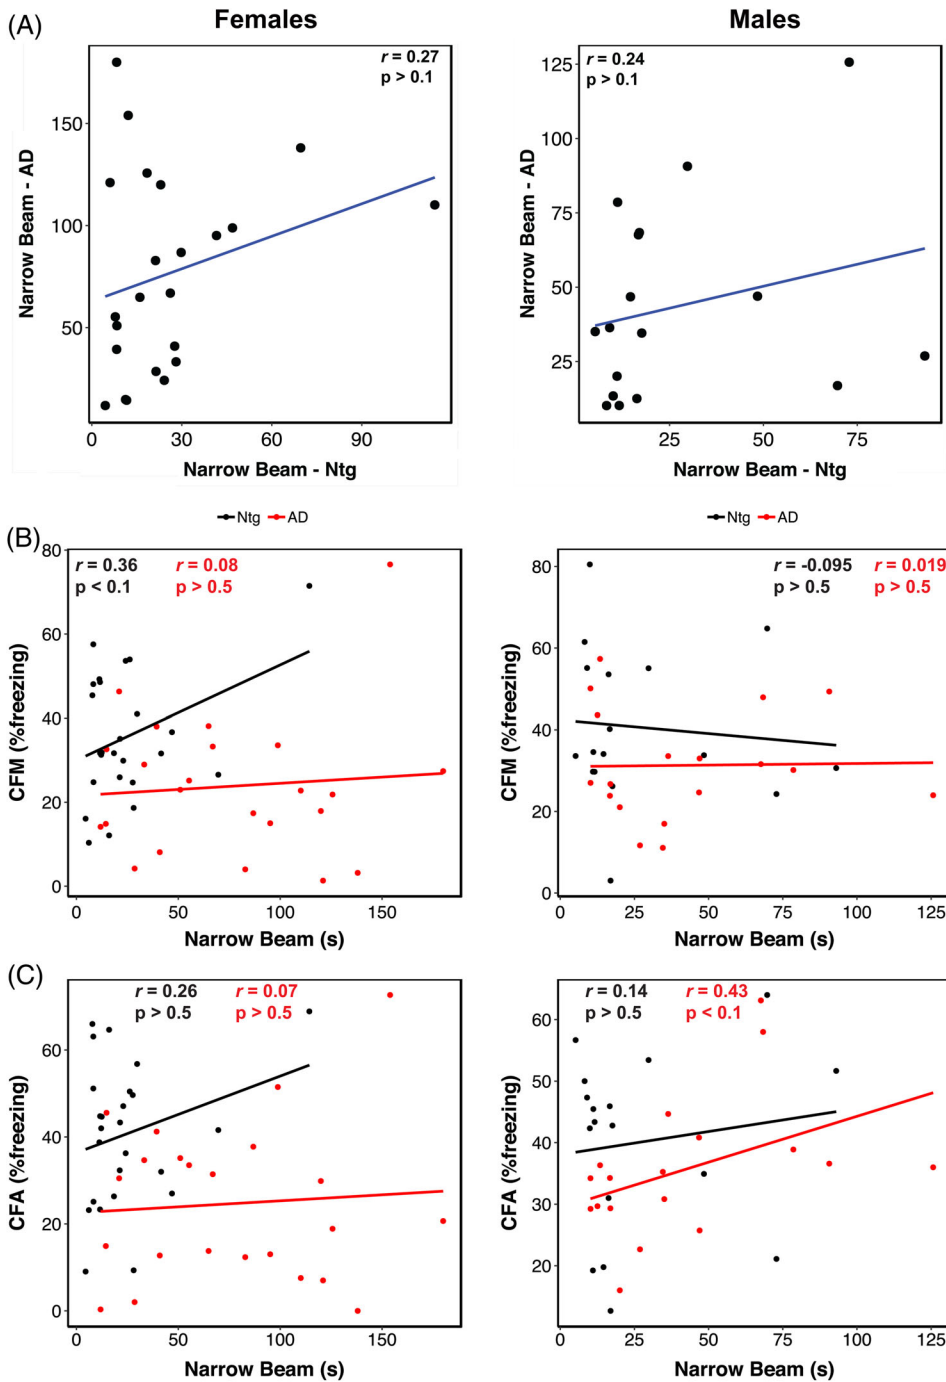 Females
Males
(A)
r = 0.27
p > 0.1
150
100
50
0
30
60
90
Narrow Beam - AD
Narrow Beam - Ntg
r = 0.24
p > 0.1
125
100
75
50
25
25
50
75
Narrow Beam - AD
Narrow Beam - Ntg
Ntg AD
Ntg AD
(B)
r = 0.36
p < 0.1
r = 0.08
p > 0.5
80
60
40
20
0
0
50
100
150
CFM (%freezing)
Narrow Beam (s)
r = -0.095
p > 0.5
r = 0.019
p > 0.5
80
60
40
20
0
0
25
50
75
100
125
CFM (%freezing)
Narrow Beam (s)
(C)
r = 0.26
p > 0.5
r = 0.07
p > 0.5
60
40
20
0
0
50
100
150
CFA (%freezing)
Narrow Beam (s)
r = 0.14
p > 0.5
r = 0.43
p < 0.1
60
50
40
30
20
0
25
50
75
100
125
CFA (%freezing)
Narrow Beam (s)